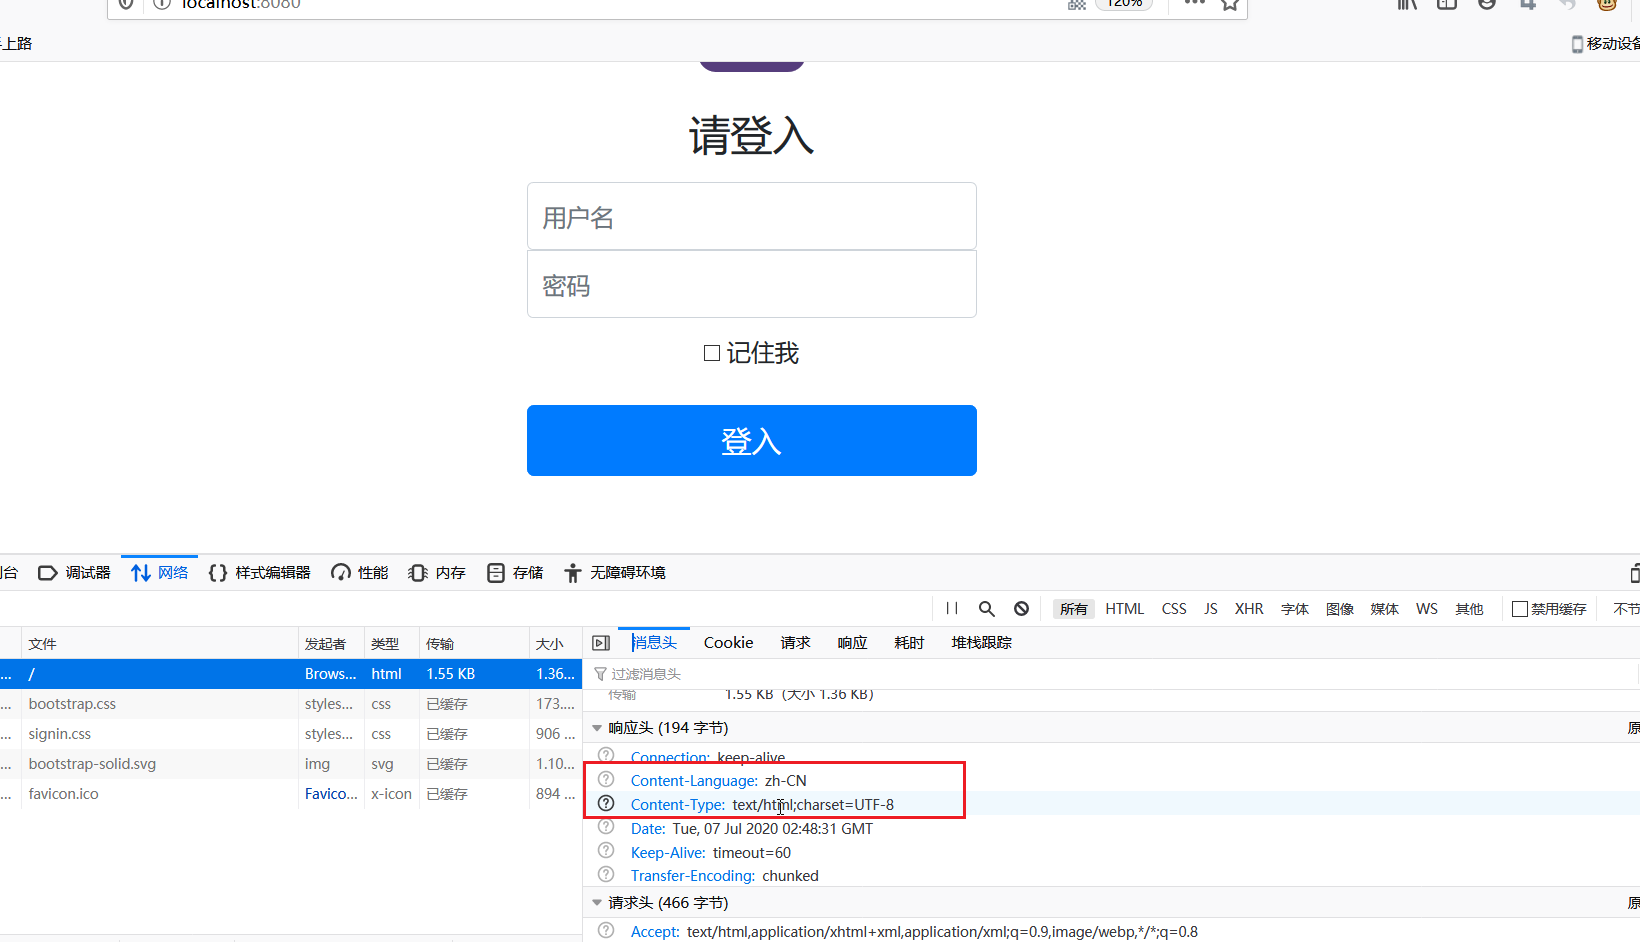 localhost:8080
120%
上路
移动设备
请登入
用户名
密码
记住我
登入
台 调试器 网络 样式编辑器 性能 内存 存储 无障碍环境
所有 HTML CSS JS XHR 字体 图像 媒体 WS 其他 禁用缓存 不节
文件 发起者 类型 传输 大小
... / Brows... html 1.55 KB 1.36...
... bootstrap.css styles... css 已缓存 173....
... signin.css styles... css 已缓存 906 ...
... bootstrap-solid.svg img svg 已缓存 1.10...
... favicon.ico Favico... x-icon 已缓存 894 ...
消息头 Cookie 请求 响应 耗时 堆栈跟踪
过滤消息头
传输 1.55 KB (大小 1.36 KB)
响应头 (194 字节) 原
Connection: keep-alive
Content-Language: zh-CN
Content-Type: text/html;charset=UTF-8
Date: Tue, 07 Jul 2020 02:48:31 GMT
Keep-Alive: timeout=60
Transfer-Encoding: chunked
请求头 (466 字节) 原
Accept: text/html,application/xhtml+xml,application/xml;q=0.9,image/webp,*/*;q=0.8